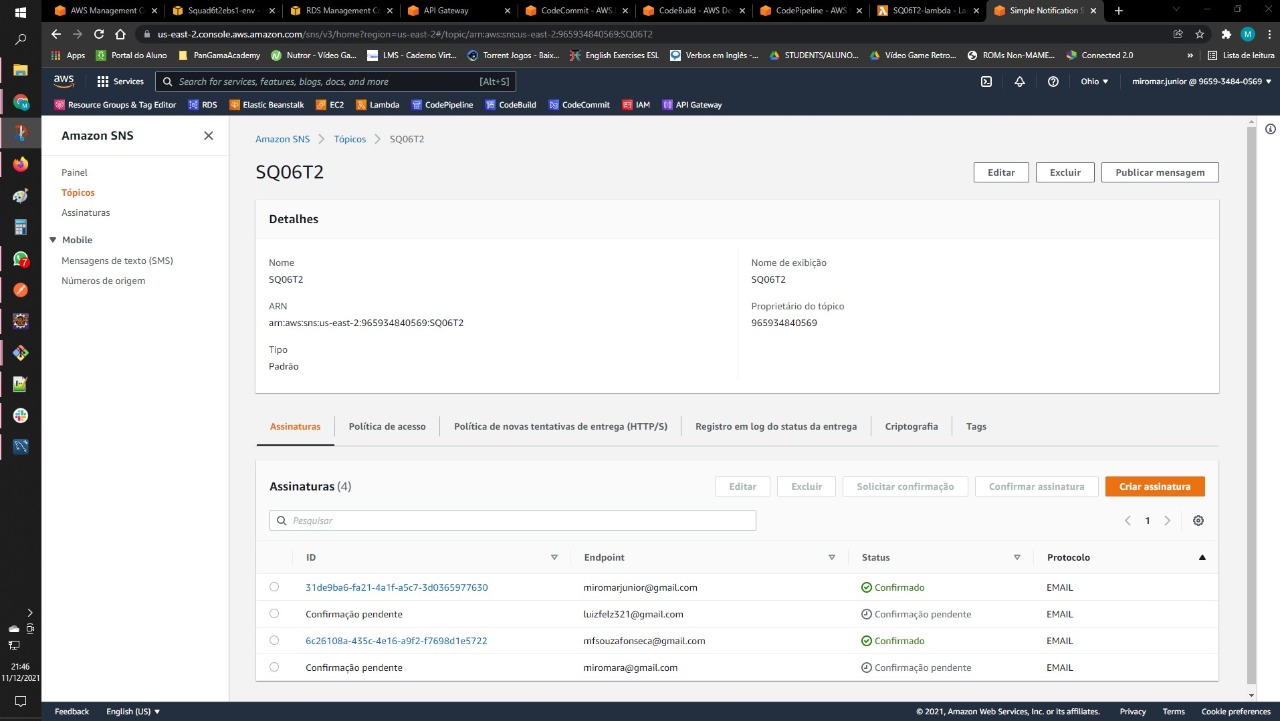 AWS Management C
Squad6t2ebs1-env -
RDS Management C
API Gateway
CodeCommit - AWS
CodeBuild - AWS De
CodePipeline - AWS
SQ06T2-lambda - La
Simple Notification S
us-east-2.console.aws.amazon.com/sns/v3/home?region=us-east-2#/topic/arn:aws:sns:us-east-2:965934840569:SQ06T2
M
Apps
Portal do Aluno
PanGamaAcademy
Nutror - Video Ga...
LMS - Caderno Virt...
Torrent Jogos - Baix...
English Exercises ESL
Verbos em Inglês -...
STUDENTS/ALUNO...
Video Game Retro...
ROMs Non-MAME...
Connected 2.0
»
Lista de leitura
aws
Services
Search for services, features, blogs, docs, and more
[Alt+S]
Ohio
miromar.junior @ 9659-3484-0569
Resource Groups & Tag Editor
RDS
Elastic Beanstalk
EC2
Lambda
CodePipeline
CodeBuild
CodeCommit
IAM
API Gateway
Amazon SNS
Painel
Tópicos
Assinaturas
Mobile
Mensagens de texto (SMS)
Números de origem
Amazon SNS
Tópicos
SQ06T2
SQ06T2
Editar
Excluir
Publicar mensagem
Detalhes
Nome
SQ06T2
ARN
arn:aws:sns:us-east-2:965934840569:SQ06T2
Tipo
Padrão
Nome de exibição
SQ06T2
Proprietário do tópico
965934840569
Assinaturas
Política de acesso
Política de novas tentativas de entrega (HTTP/S)
Registro em log do status da entrega
Criptografia
Tags
Assinaturas (4)
Editar
Excluir
Solicitar confirmação
Confirmar assinatura
Criar assinatura
Pesquisar
1
ID
Endpoint
Status
Protocolo
31de9ba6-fa21-4a1f-a5c7-3d0365977630
miromarjunior@gmail.com
Confirmado
EMAIL
Confirmação pendente
luizfelz321@gmail.com
Confirmação pendente
EMAIL
6c26108a-435c-4e16-a9f2-f7698d1e5722
mfsouzafonseca@gmail.com
Confirmado
EMAIL
Confirmação pendente
miromara@gmail.com
Confirmação pendente
EMAIL
7
21:46
11/12/2021
Feedback
English (US)
© 2021, Amazon Web Services, Inc. or its affiliates.
Privacy
Terms
Cookie preferences